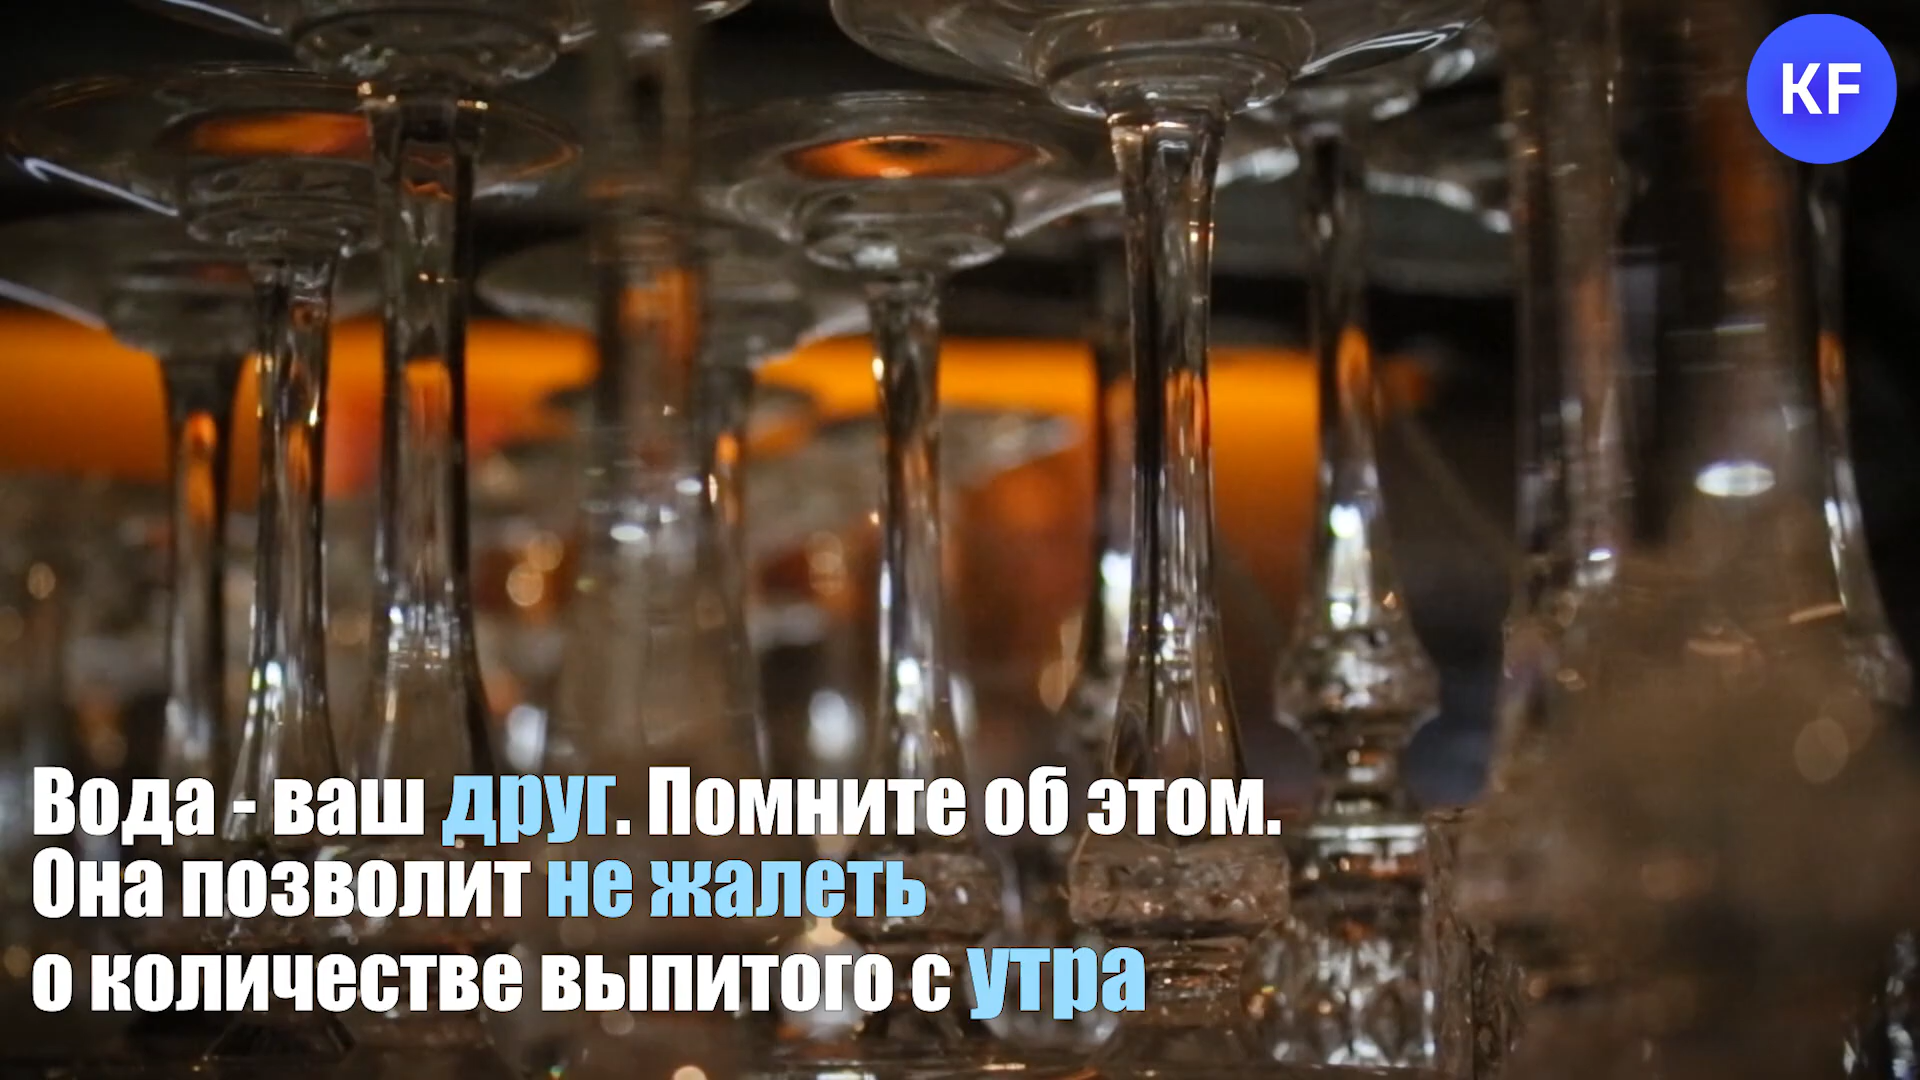 KF
Вода - ваш друг. Помните об этом.
Она позволит не жалеть
о количестве выпитого с утра